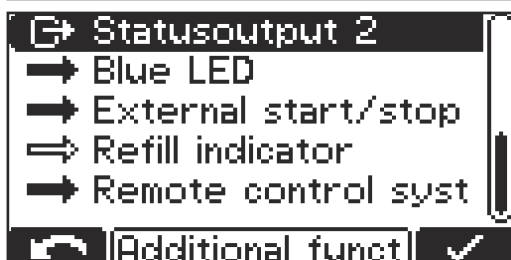 Statusoutput 2
Blue LED
External start/stop
Refill indicator
Remote control syst
Additional funct